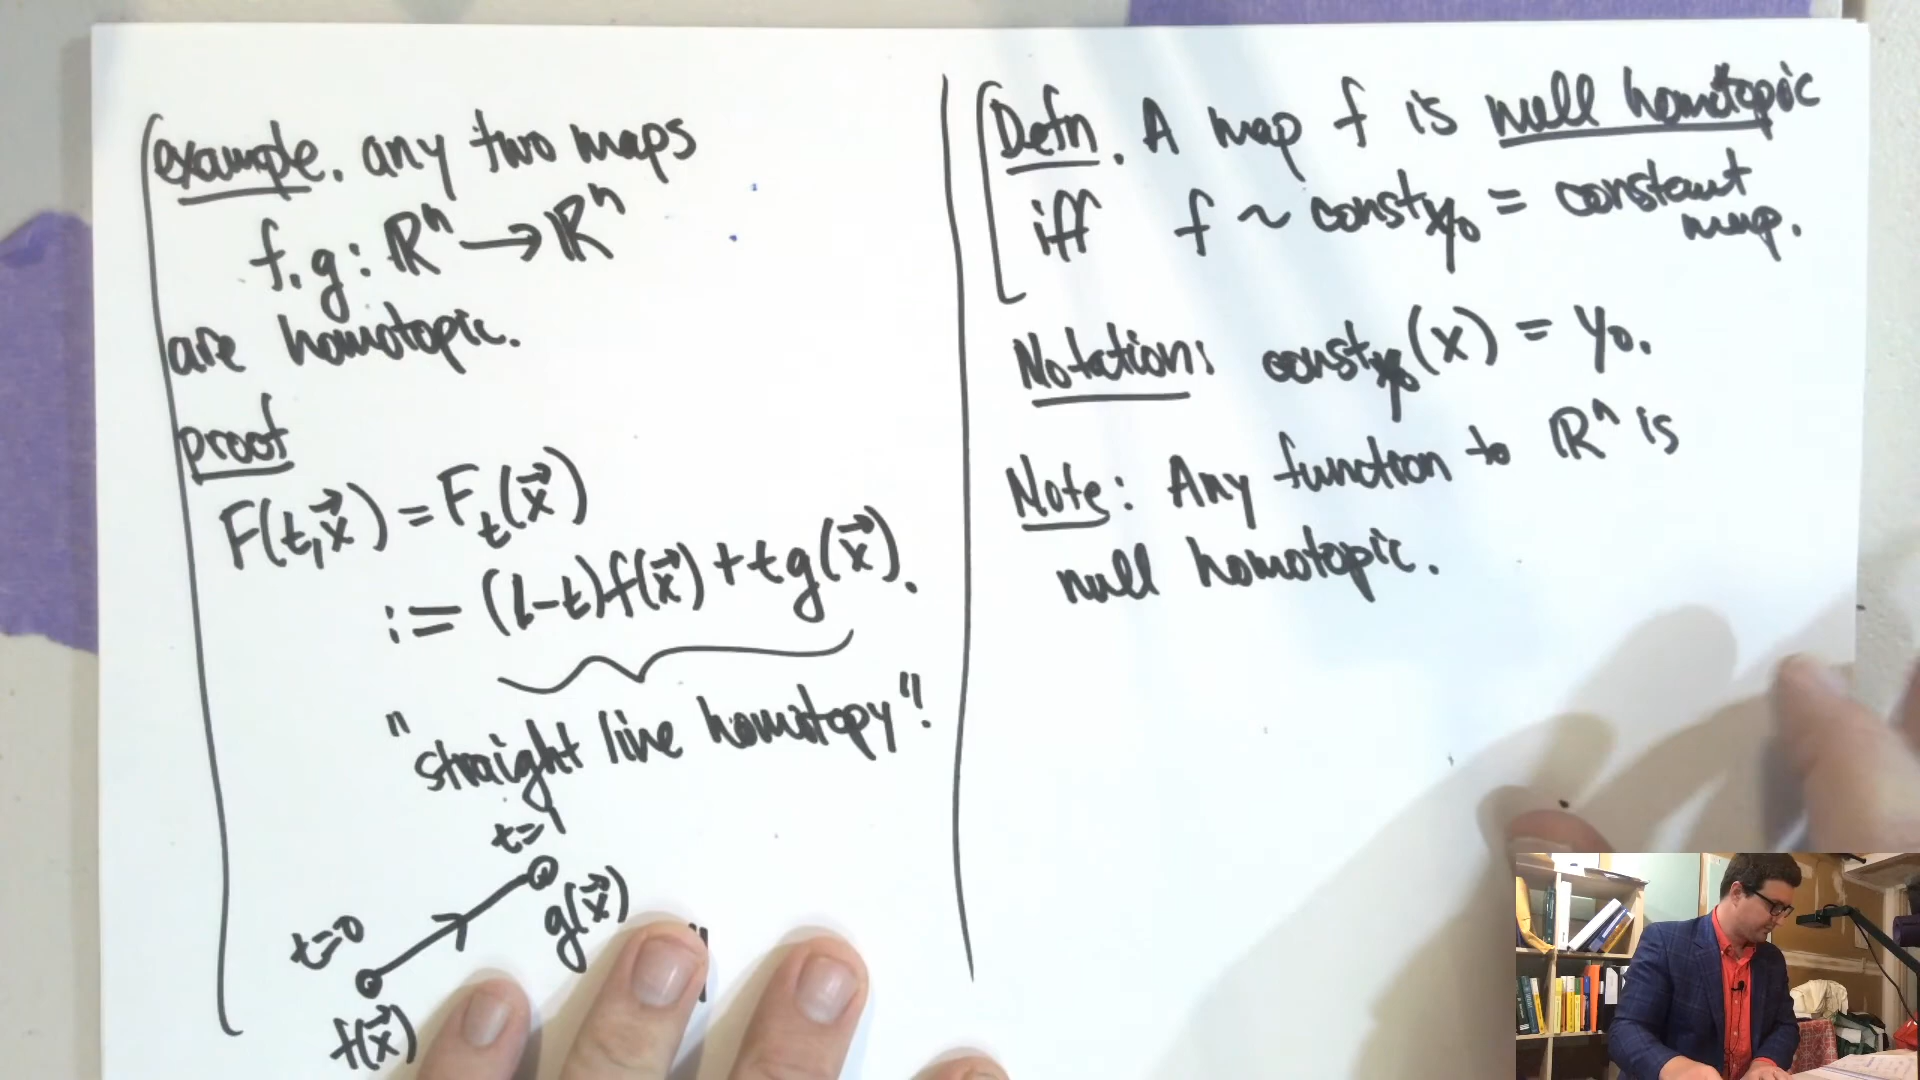 example. any two maps
f, g : ℝⁿ → ℝⁿ
are homotopic.
proof
F(t, x⃗) = Fₜ(x⃗)
:= (1-t)f(x⃗) + t g(x⃗).
"straight line homotopy".
t=1
g(x⃗)
t=0
f(x⃗)
Defn. A map f is null homotopic
iff f ~ const_y₀ = constant
map.
Notation: const_y₀(x) = y₀.
Note: Any function to ℝⁿ is
null homotopic.